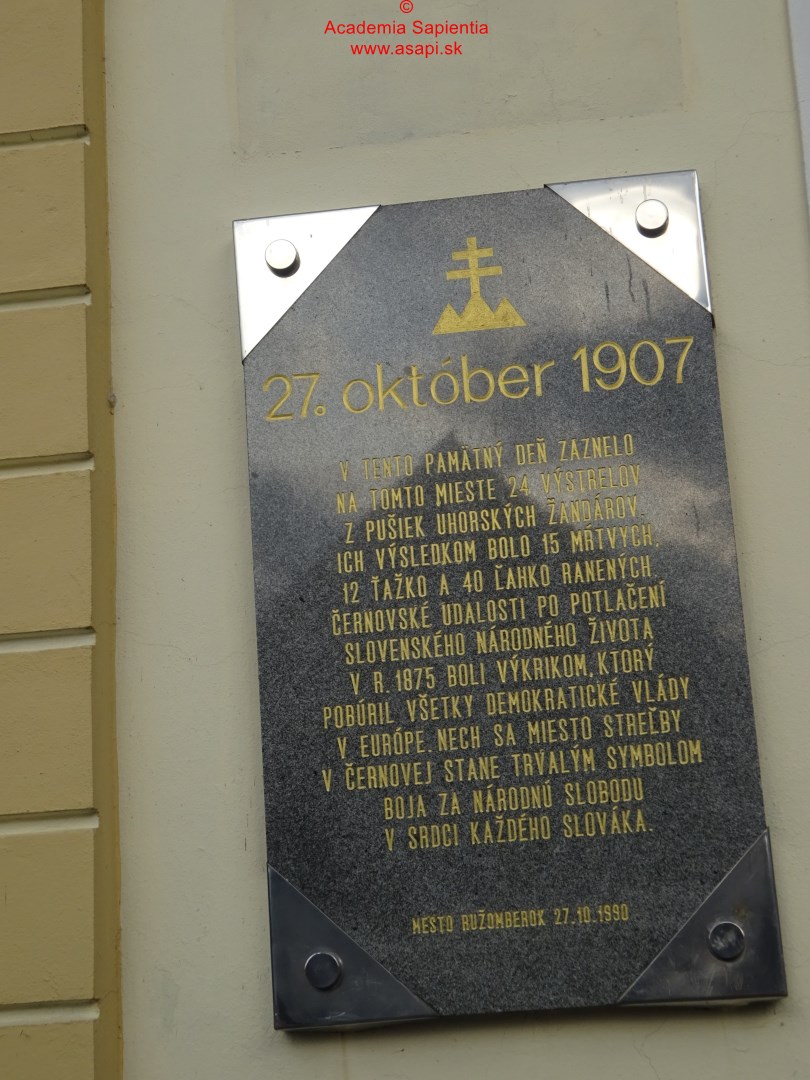 ©
Academia Sapientia
www.asapi.sk
27. október 1907
V TENTO PAMÄTNÝ DEŇ ZAZNELO
NA TOMTO MIESTE 24 VÝSTRELOV
Z PUŠIEK UHORSKÝCH ŽANDÁROV.
ICH VÝSLEDKOM BOLO 15 MŔTVYCH,
12 ŤAŽKO A 40 ĽAHKO RANENÝCH.
ČERNOVSKÉ UDALOSTI PO POTLAČENÍ
SLOVENSKÉHO NÁRODNÉHO ŽIVOTA
V R. 1875 BOLI VÝKRIKOM, KTORÝ
POBÚRIL VŠETKY DEMOKRATICKÉ VLÁDY
V EURÓPE. NECH SA MIESTO STREĽBY
V ČERNOVEJ STANE TRVALÝM SYMBOLOM
BOJA ZA NÁRODNÚ SLOBODU
V SRDCI KAŽDÉHO SLOVÁKA.
MESTO RUŽOMBEROK 27.10.1990